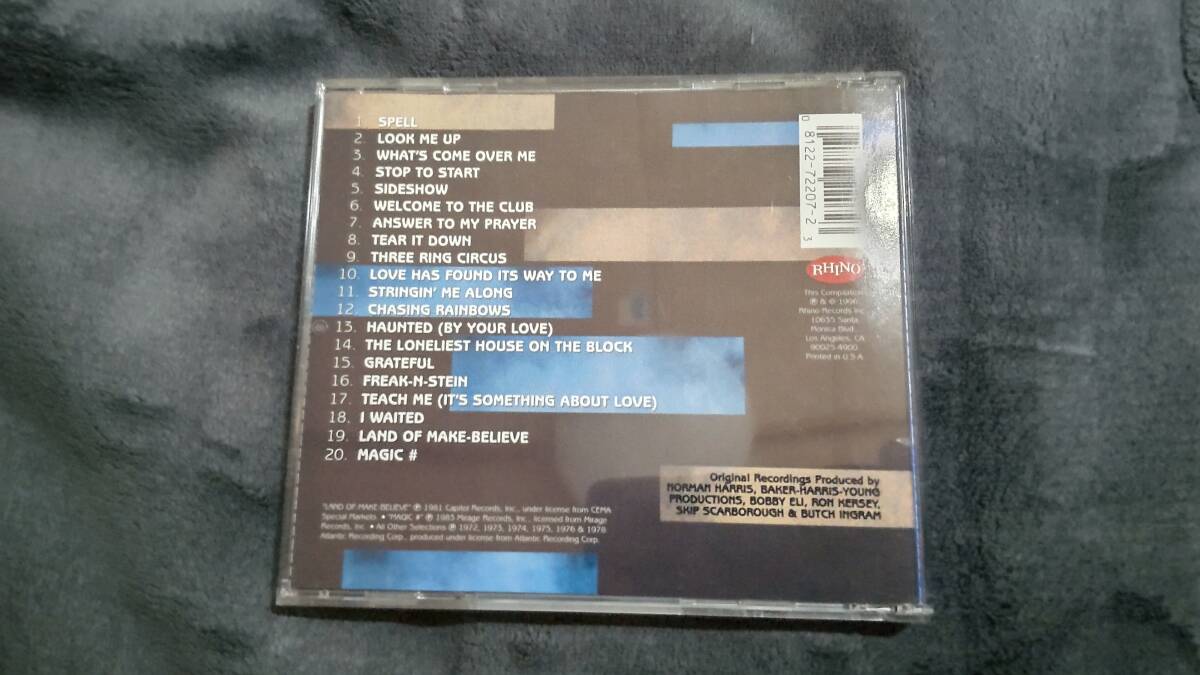 1. SPELL
2. LOOK ME UP
3. WHAT'S COME OVER ME
4. STOP TO START
5. SIDESHOW
6. WELCOME TO THE CLUB
7. ANSWER TO MY PRAYER
8. TEAR IT DOWN
9. THREE RING CIRCUS
10. LOVE HAS FOUND ITS WAY TO ME
11. STRINGIN' ME ALONG
12. CHASING RAINBOWS
13. HAUNTED (BY YOUR LOVE)
14. THE LONELIEST HOUSE ON THE BLOCK
15. GRATEFUL
16. FREAK-N-STEIN
17. TEACH ME (IT'S SOMETHING ABOUT LOVE)
18. I WAITED
19. LAND OF MAKE-BELIEVE
20. MAGIC #
0 8122-72207-2 3
RHINO
This Compilation
℗ & © 1996
Rhino Records Inc.
10635 Santa
Monica Blvd.
Los Angeles, CA
90025-4900
Printed in U.S.A.
Original Recordings Produced by
NORMAN HARRIS, BAKER-HARRIS-YOUNG
PRODUCTIONS, BOBBY ELI, RON KERSEY,
SKIP SCARBOROUGH & BUTCH INGRAM
"LAND OF MAKE-BELIEVE" ℗ 1981 Capitol Records, Inc., under license from CEMA
Special Markets. • "MAGIC #" ℗ 1985 Mirage Records, Inc., licensed from Mirage
Records, Inc. • All Other Selections ℗ 1972, 1973, 1974, 1975, 1976 & 1978
Atlantic Recording Corp., produced under license from Atlantic Recording Corp.